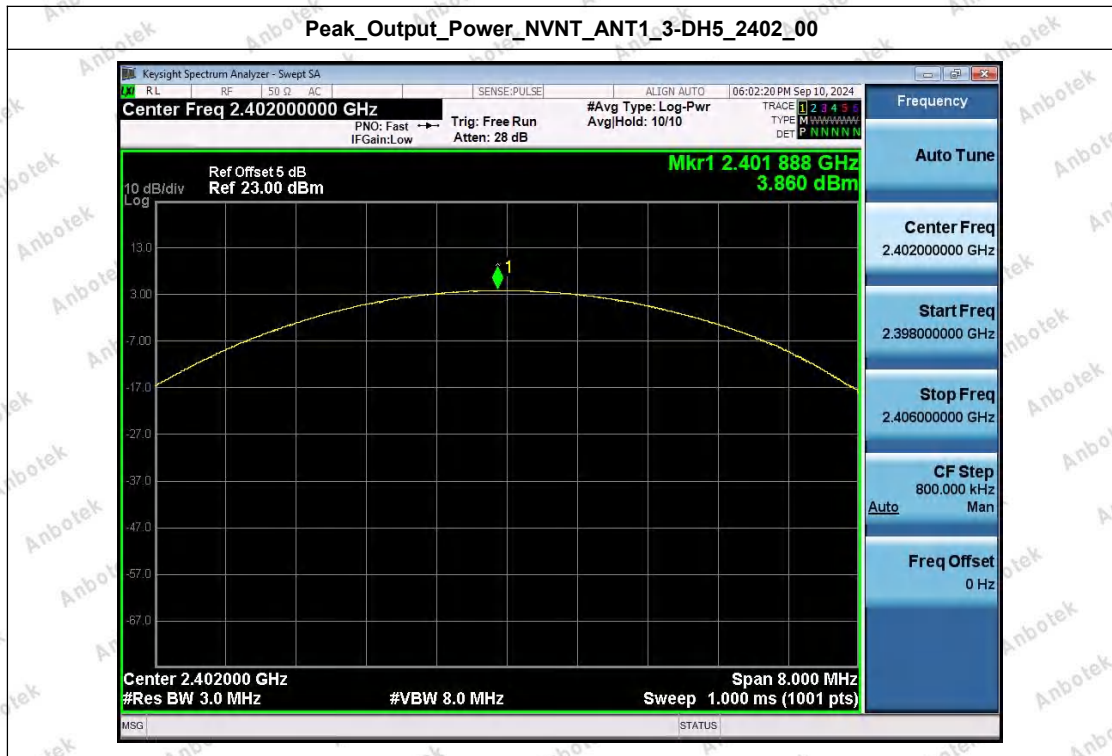 Peak_Output_Power_NVNT_ANT1_3-DH5_2402_00
Keysight Spectrum Analyzer - Swept SA
LXI RL RF 50 Ω AC SENSE:PULSE ALIGN AUTO 06:02:20 PM Sep 10, 2024
Center Freq 2.402000000 GHz
PNO: Fast
IFGain:Low
Trig: Free Run
Atten: 28 dB
#Avg Type: Log-Pwr
Avg|Hold: 10/10
TRACE 1 2 3 4 5 6
TYPE M WWWWW
DET P N N N N N
Mkr1 2.401 888 GHz
3.860 dBm
Ref Offset 5 dB
10 dB/div Ref 23.00 dBm
Log
1
13.0
3.00
-7.00
-17.0
-27.0
-37.0
-47.0
-57.0
-67.0
Center 2.402000 GHz Span 8.000 MHz
#Res BW 3.0 MHz #VBW 8.0 MHz Sweep 1.000 ms (1001 pts)
MSG STATUS
Frequency
Auto Tune
Center Freq
2.402000000 GHz
Start Freq
2.398000000 GHz
Stop Freq
2.406000000 GHz
CF Step
800.000 kHz
Auto Man
Freq Offset
0 Hz
Anbotek